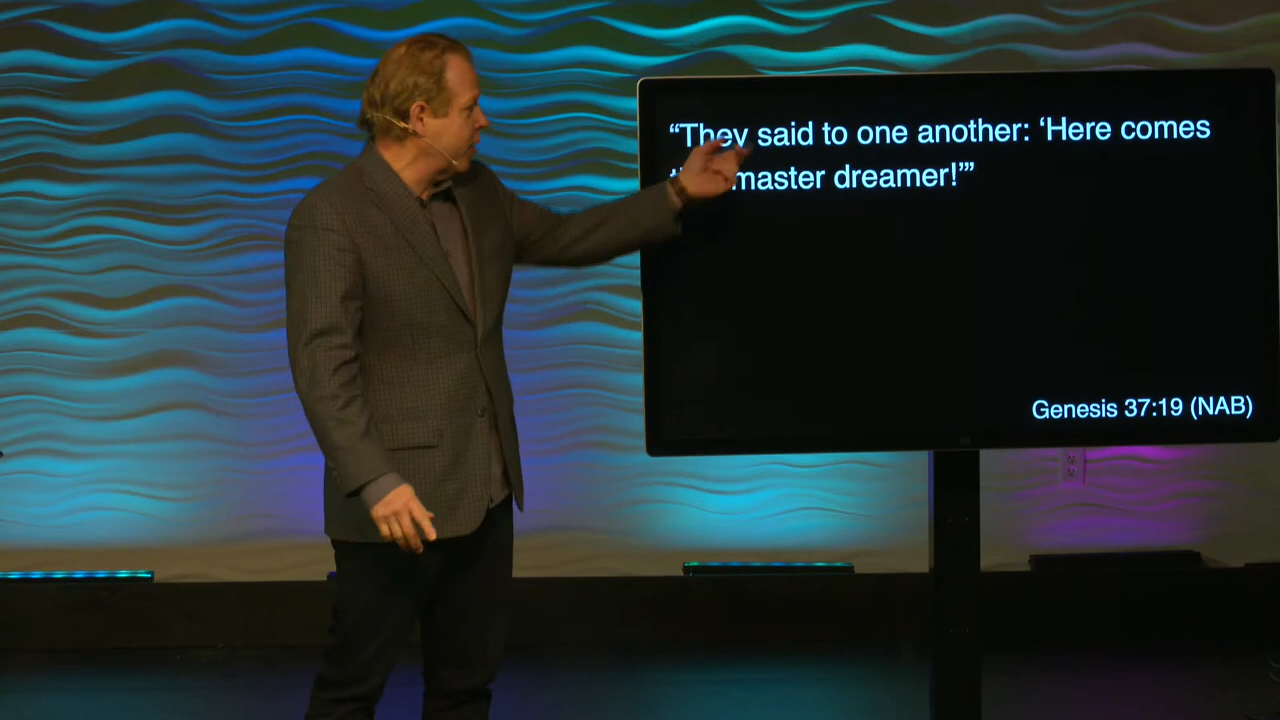 “They said to one another: ‘Here comes
master dreamer!’”
Genesis 37:19 (NAB)